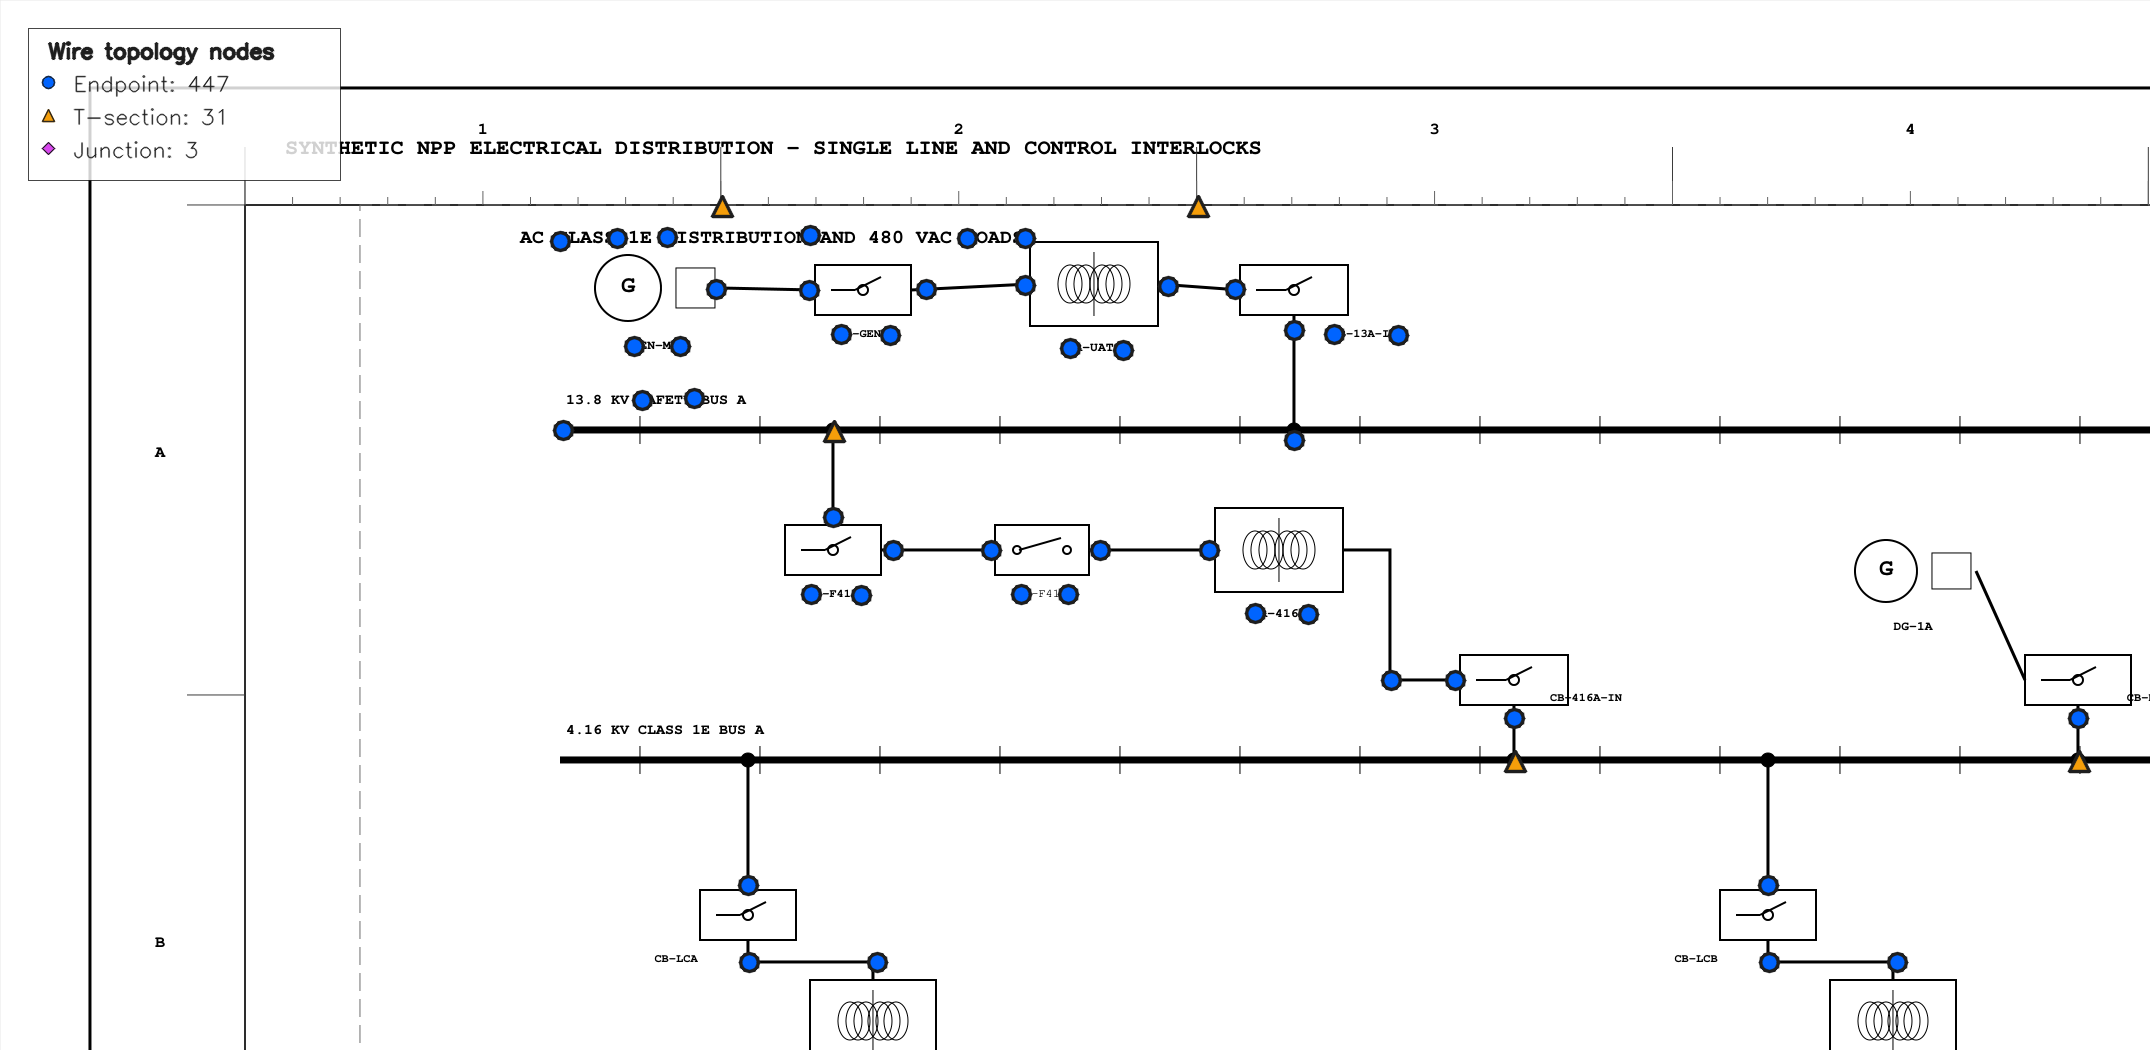 Wire topology nodes
Endpoint: 447
T-section: 31
Junction: 3
1 2 3 4
SYNTHETIC NPP ELECTRICAL DISTRIBUTION - SINGLE LINE AND CONTROL INTERLOCKS
AC 1E AND 480 VAC
G
13.8 KV BUS A
A
G
DG-1A
CB-416A-IN
4.16 KV CLASS 1E BUS A
B
CB-LCA
CB-LCB